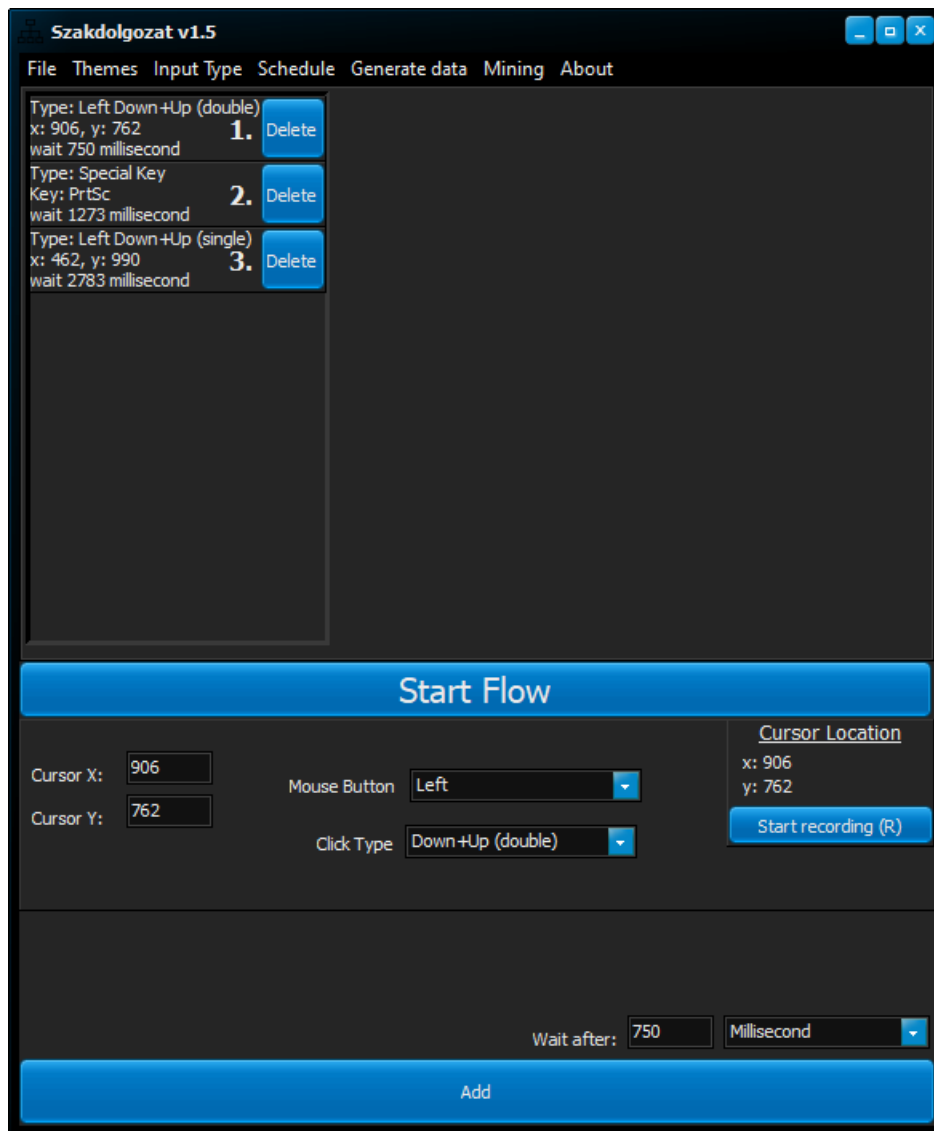 Szakdolgozat v1.5
File Themes Input Type Schedule Generate data Mining About
Type: Left Down+Up (double)
x: 906, y: 762
wait 750 millisecond
1.
Delete
Type: Special Key
Key: PrtSc
wait 1273 millisecond
2.
Delete
Type: Left Down+Up (single)
x: 462, y: 990
wait 2783 millisecond
3.
Delete
Start Flow
Cursor X: 906
Cursor Y: 762
Mouse Button Left
Click Type Down+Up (double)
Cursor Location
x: 906
y: 762
Start recording (R)
Wait after: 750 Millisecond
Add